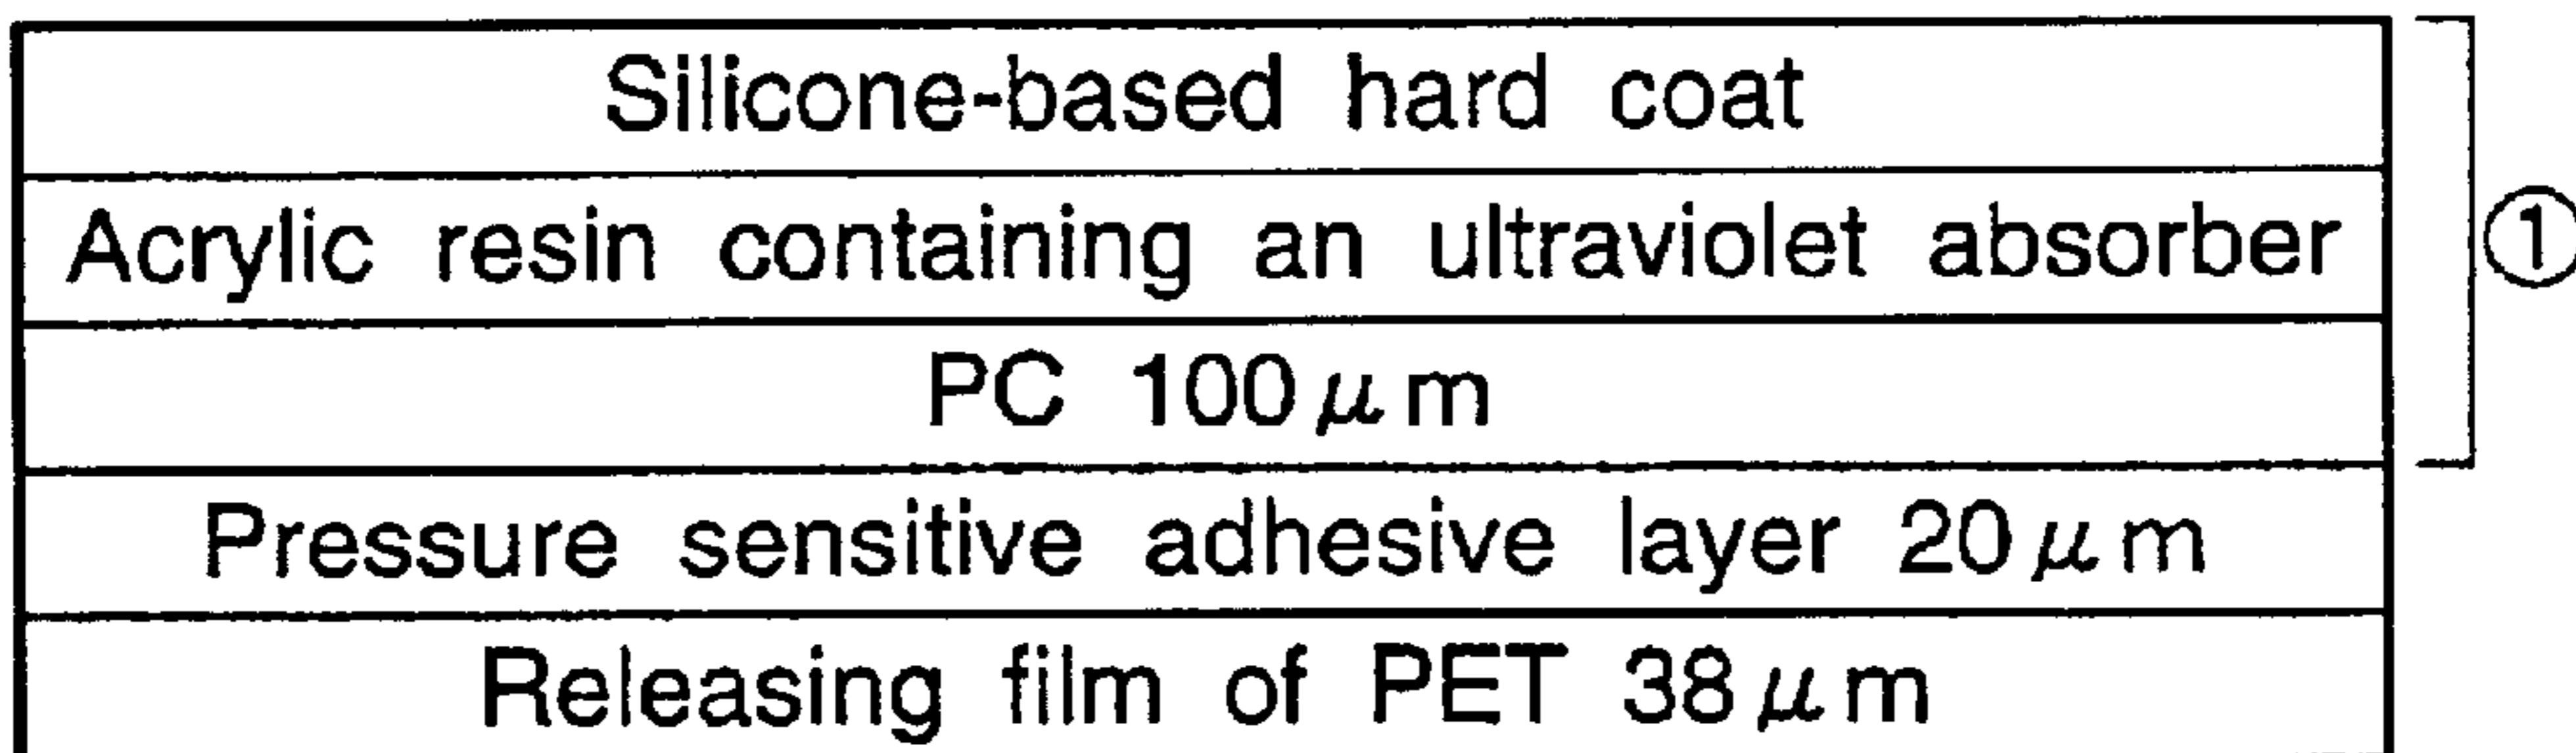 Silicone-based hard coat
Acrylic resin containing an ultraviolet absorber
①
PC 100μm
Pressure sensitive adhesive layer 20μm
Releasing film of PET 38μm